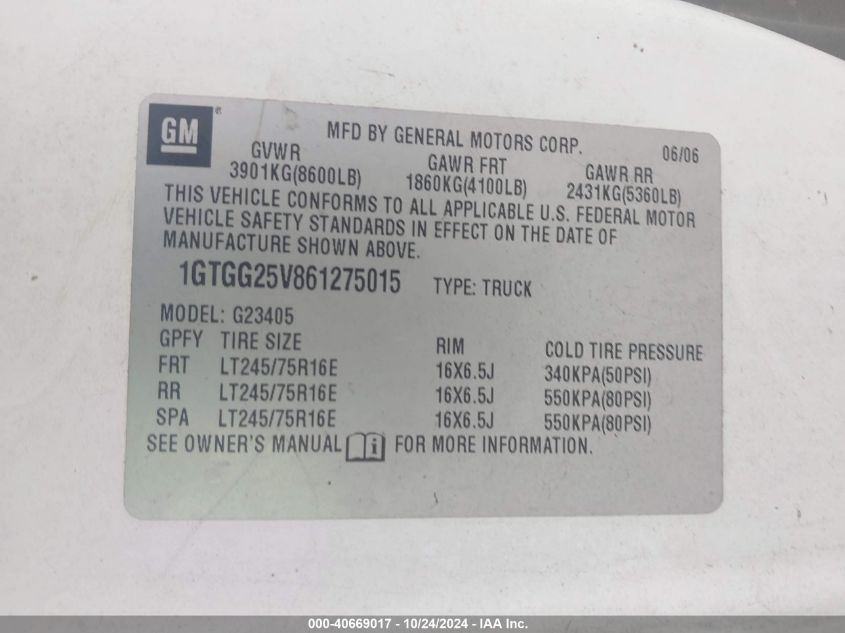 GM®
MFD BY GENERAL MOTORS CORP. 06/06
GVWR GAWR FRT GAWR RR
3901KG(8600LB) 1860KG(4100LB) 2431KG(5360LB)
THIS VEHICLE CONFORMS TO ALL APPLICABLE U.S. FEDERAL MOTOR
VEHICLE SAFETY STANDARDS IN EFFECT ON THE DATE OF
MANUFACTURE SHOWN ABOVE.
1GTGG25V861275015 TYPE: TRUCK
MODEL: G23405
GPFY TIRE SIZE RIM COLD TIRE PRESSURE
FRT LT245/75R16E 16X6.5J 340KPA(50PSI)
RR LT245/75R16E 16X6.5J 550KPA(80PSI)
SPA LT245/75R16E 16X6.5J 550KPA(80PSI)
SEE OWNER'S MANUAL i FOR MORE INFORMATION.
000-40669017 - 10/24/2024 - IAA Inc.